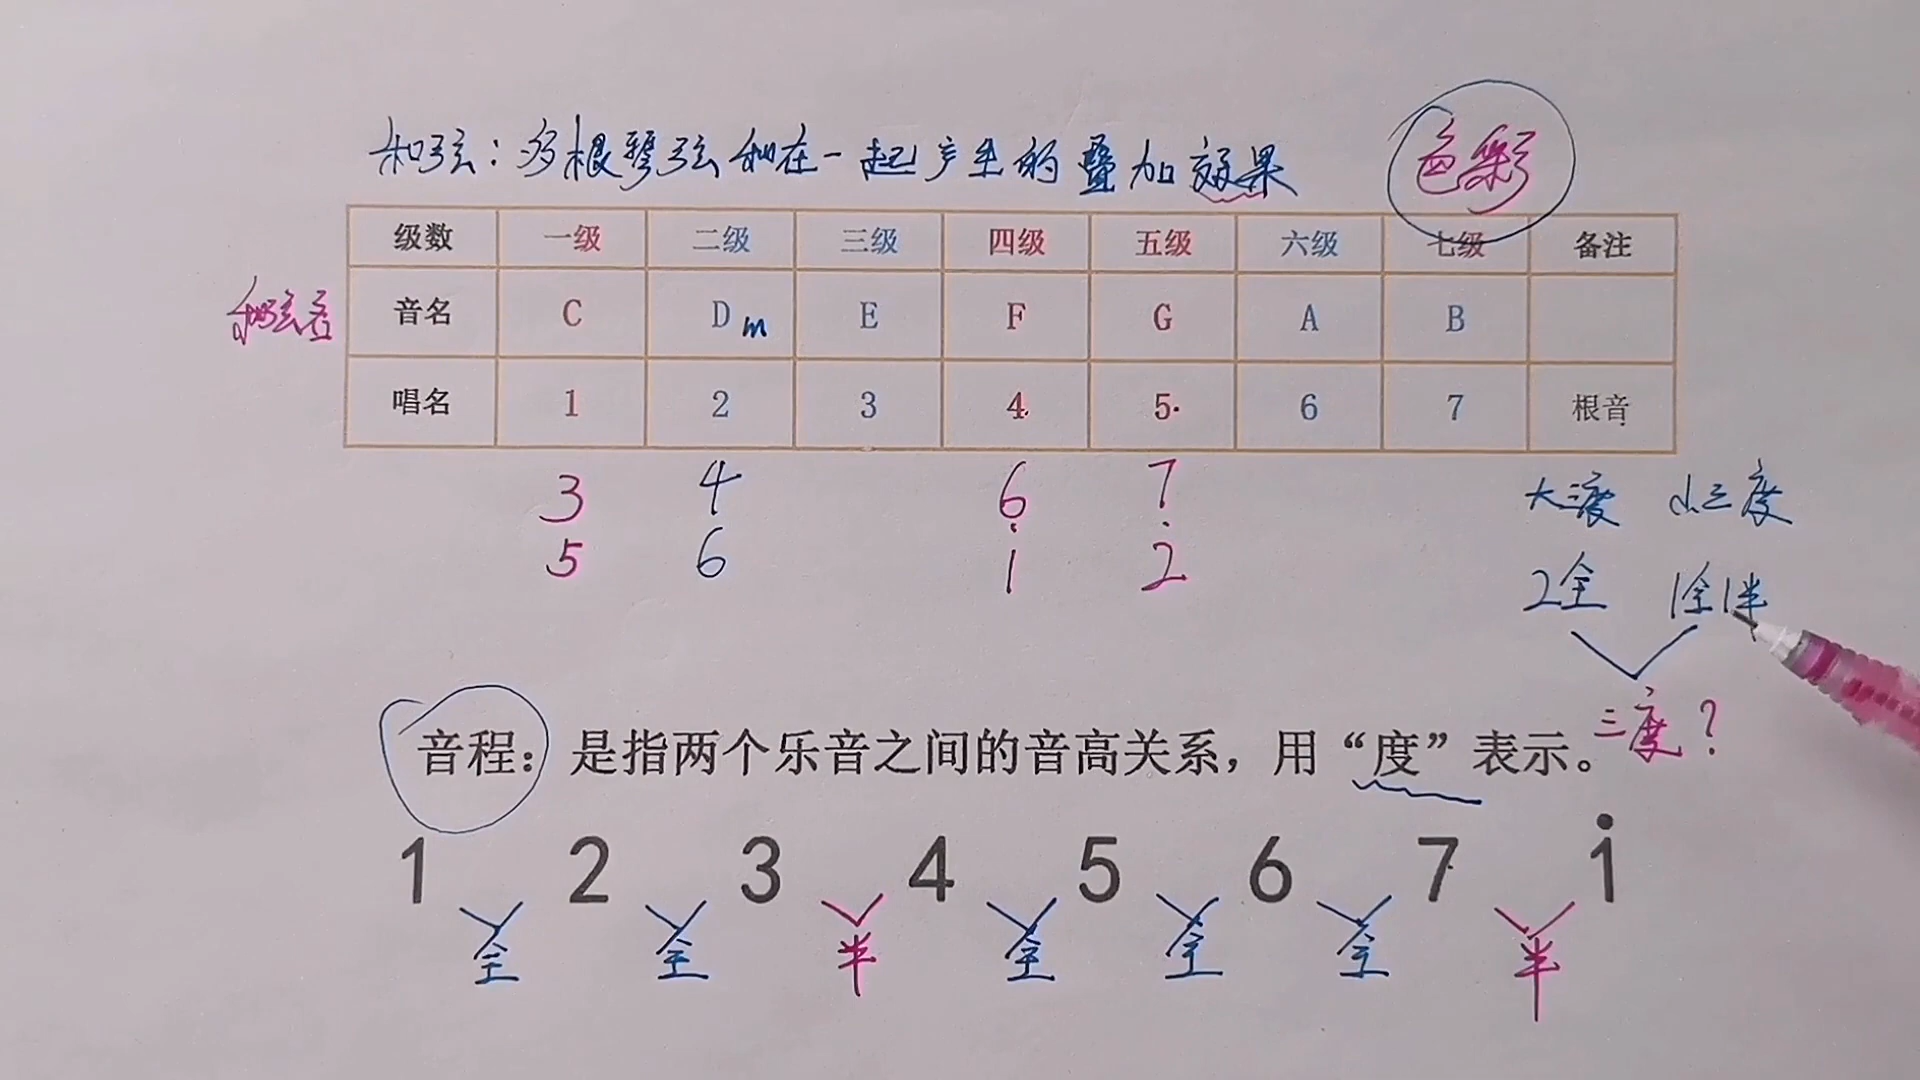 和弦：多根琴弦和在一起产生的叠加效果 色彩
级数 一级 二级 三级 四级 五级 六级 七级 备注
和弦音 音名 C Dm E F G A B
唱名 1 2 3 4 5 6 7 根音
3 4 6 7 大三度 小三度
5 6 1̇ 2̇ 2全 1全1半
音程：是指两个乐音之间的音高关系，用“度”表示。三度？
1 2 3 4 5 6 7 1̇
全 全 半 全 全 全 半